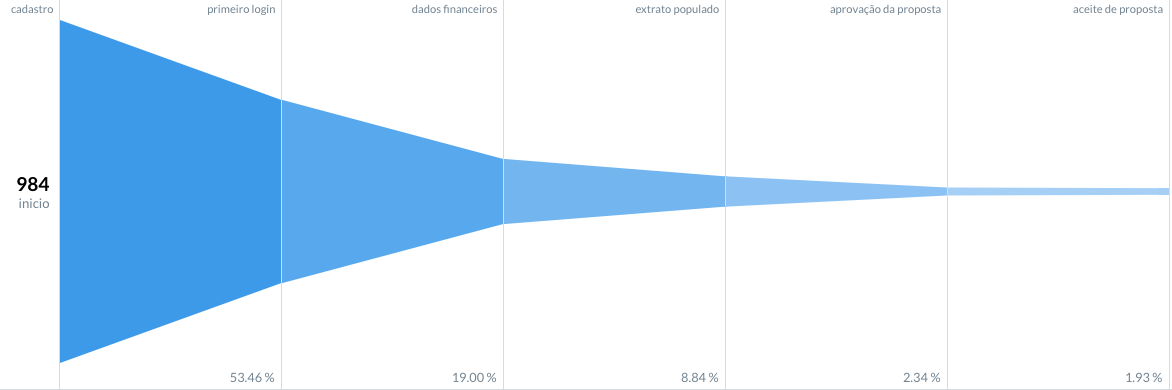 cadastro
primeiro login
dados financeiros
extrato populado
aprovação da proposta
aceite de proposta
984
inicio
53.46 %
19.00 %
8.84 %
2.34 %
1.93 %